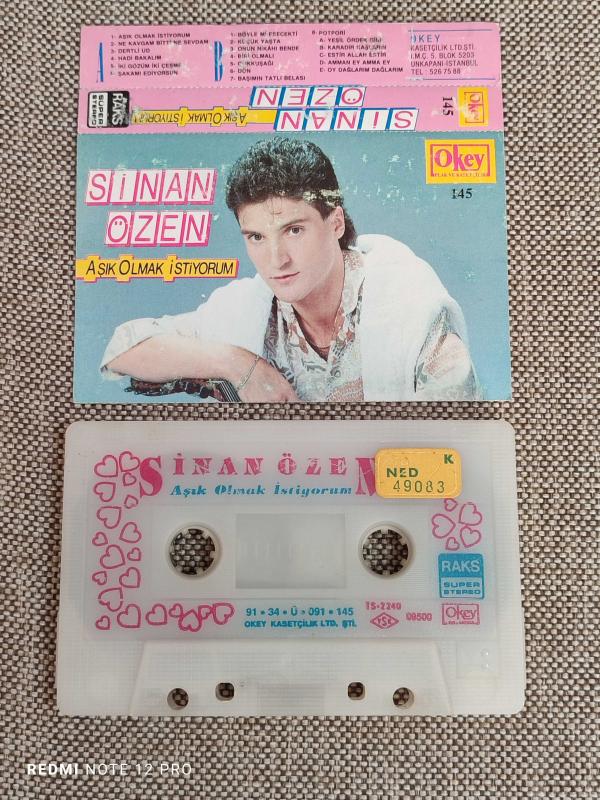 1- AŞIK OLMAK İSTİYORUM
2- NE KAVGAM BİTTİ NE SEVDAM
3- DERTLİ UD
4- HADİ BAKALIM
5- İKİ GÖZÜM İKİ ÇEŞME
6- ŞAKAMI EDİYORSUN
A
1- BÖYLE Mİ ESECEKTİ
2- KÜÇÜK YAŞTA
3- ONUN NİKAHI BENDE
4- BİRİ OLMALI
5- GÖKKUŞAĞI
6- DÖN
7- BAŞIMIN TATLI BELASI
B
8- POTPORİ
A- YEŞİL ÖRDEK GİBİ
B- KARADIR KAŞLARIN
C- ESTİR ALLAH ESTİR
D- AMMAN EY AMMA EY
E- OY DAĞLARIM DAĞLARIM
OKEY
KASETÇİLİK LTD.ŞTİ.
İ.M.Ç. 5. BLOK 5203
UNKAPANI-İSTANBUL
TEL : 526 75 88
RAKS
SUPER
STEREO
AŞIK OLMAK İSTİYORUM
SİNAN
ÖZEN
145
Okey
SİNAN
ÖZEN
AŞIK OLMAK İSTİYORUM
Okey
PLAK VE KASETÇİLİK
145
SİNAN ÖZEN
Aşık Olmak İstiyorum
NED
K
49083
RAKS
SUPER
STEREO
91 • 34 • Ü • 091 • 145
OKEY KASETÇİLİK LTD. ŞTİ.
TS-2240
TSE
09500
Okey
REDMI NOTE 12 PRO